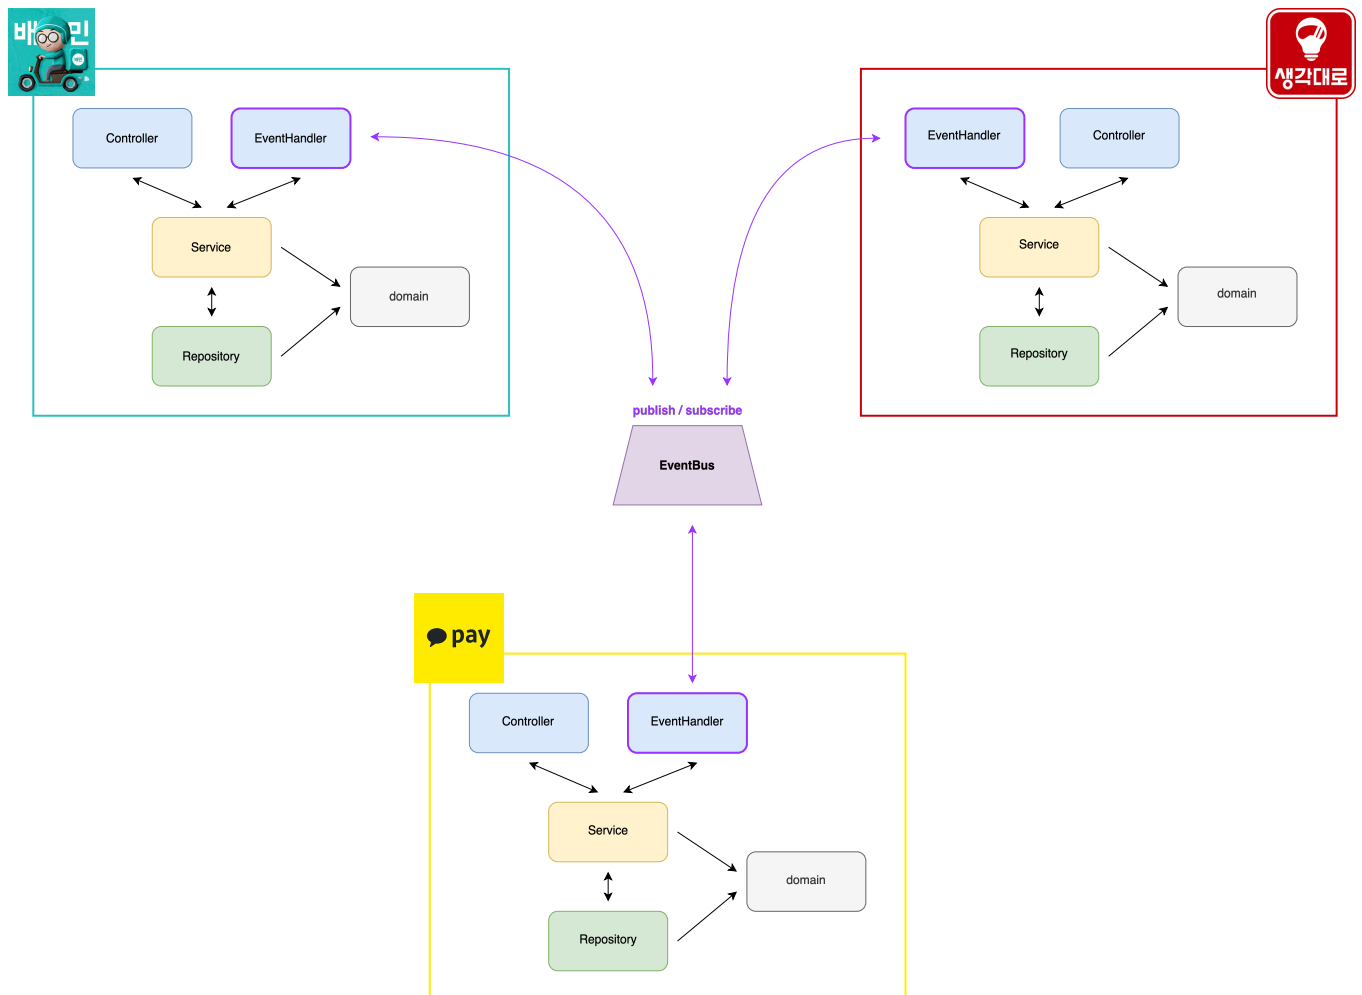 배민
생각대로
Controller
EventHandler
Service
domain
Repository
EventHandler
Controller
Service
domain
Repository
publish / subscribe
EventBus
pay
Controller
EventHandler
Service
domain
Repository